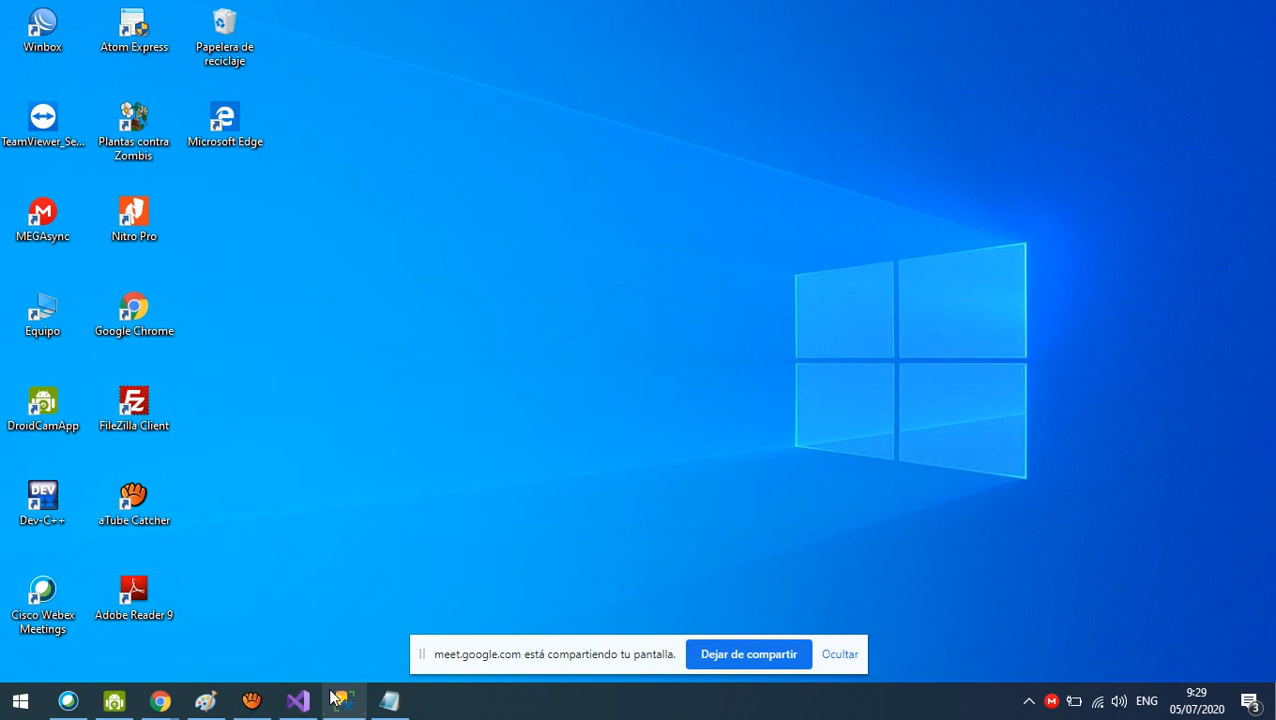 Winbox
Atom Express
Papelera de
reciclaje
TeamViewer_Se...
Plantas contra
Zombis
Microsoft Edge
MEGAsync
Nitro Pro
Equipo
Google Chrome
DroidCamApp
FileZilla Client
DEV
Dev-C++
aTube Catcher
Cisco Webex
Meetings
Adobe Reader 9
meet.google.com está compartiendo tu pantalla.
Dejar de compartir
Ocultar
ENG
9:29
05/07/2020
3